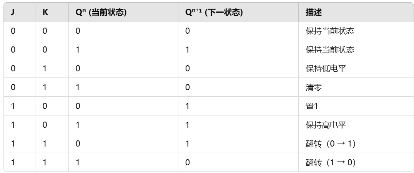 J K Qⁿ (当前状态) Qⁿ⁺¹ (下一状态) 描述
0 0 0 0 保持当前状态
0 0 1 1 保持当前状态
0 1 0 0 保持低电平
0 1 1 0 清零
1 0 0 1 置1
1 0 1 1 保持高电平
1 1 0 1 翻转（0 → 1）
1 1 1 0 翻转（1 → 0）